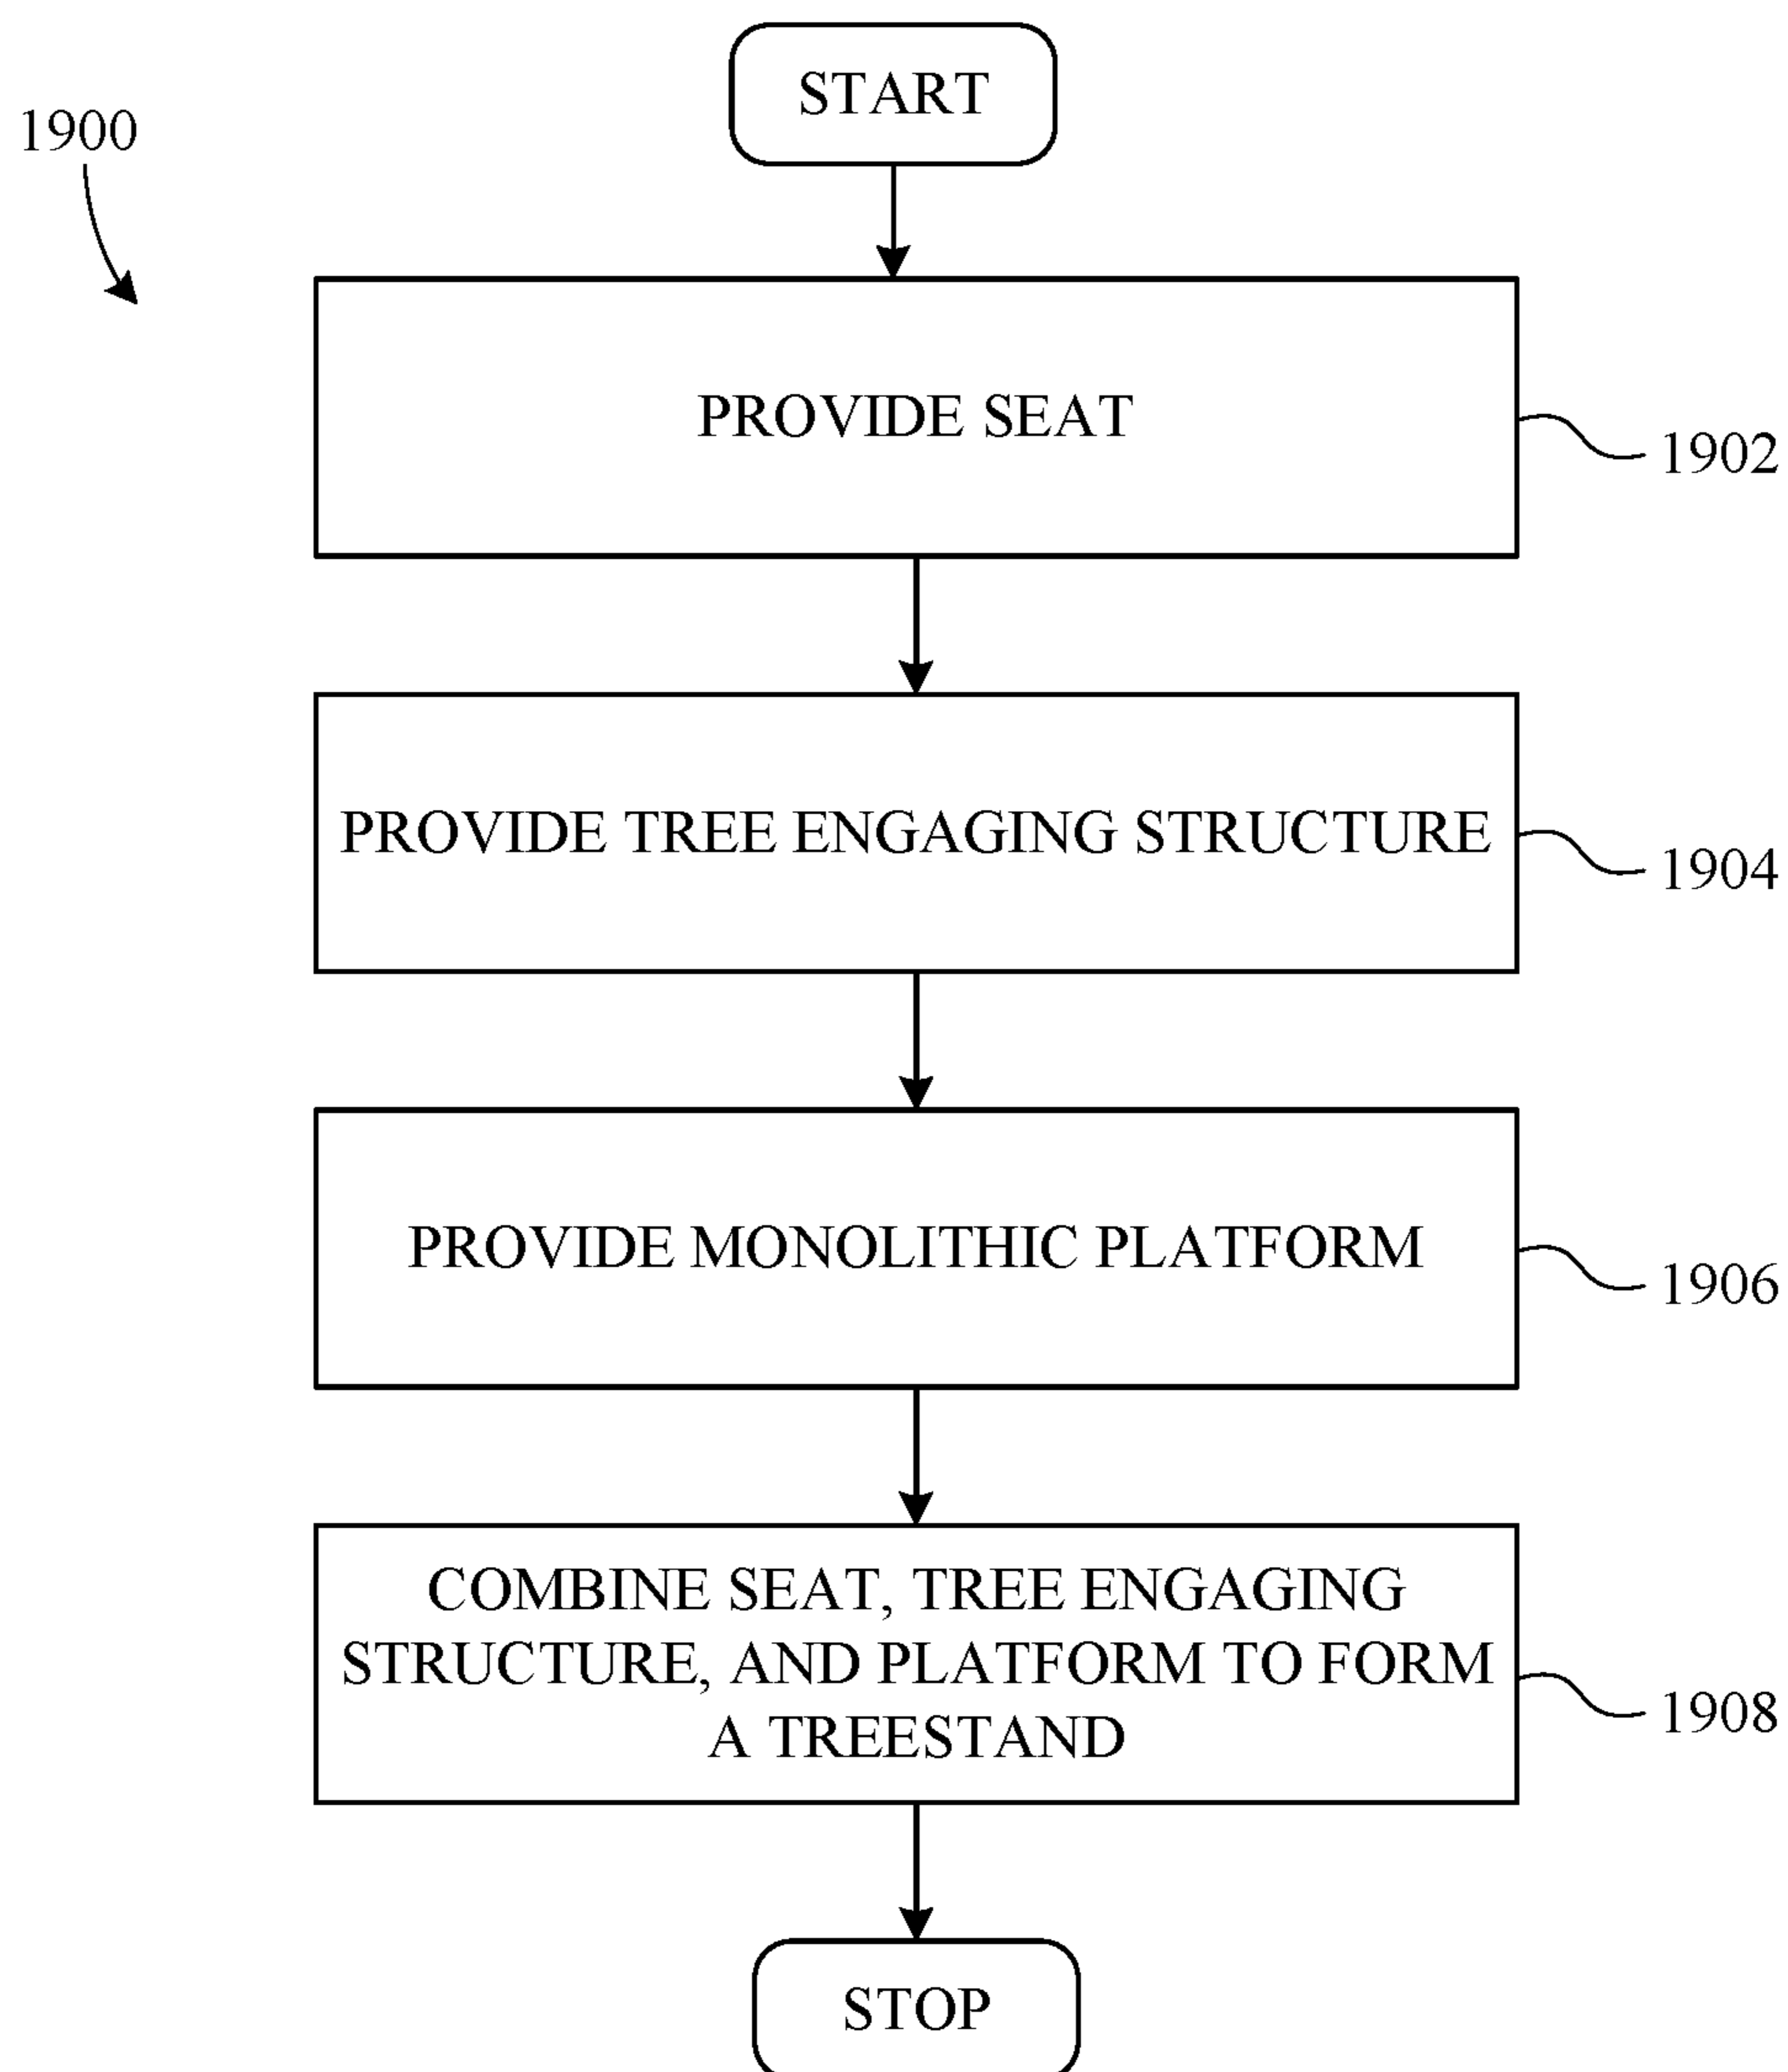 START
1900
PROVIDE SEAT
1902
PROVIDE TREE ENGAGING STRUCTURE
1904
PROVIDE MONOLITHIC PLATFORM
1906
COMBINE SEAT, TREE ENGAGING
STRUCTURE, AND PLATFORM TO FORM
A TREESTAND
1908
STOP